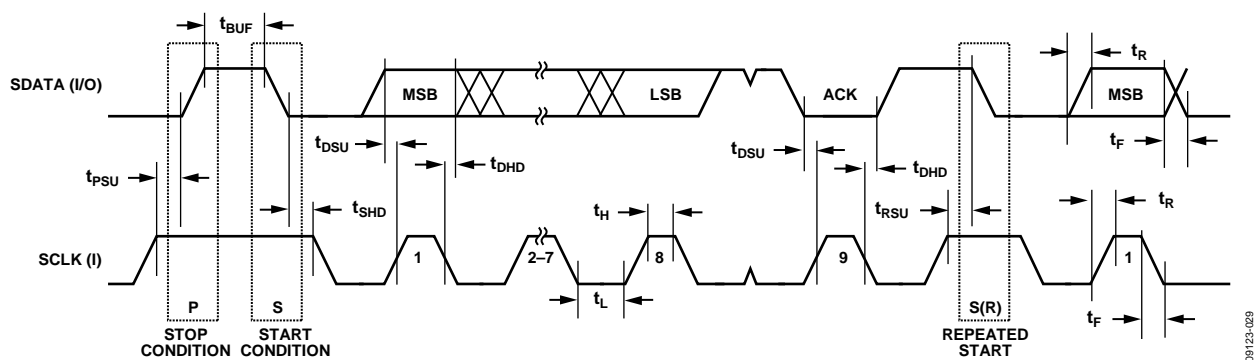 tBUF
SDATA (I/O)
MSB
LSB
ACK
MSB
tR
tF
tDSU
tDHD
tDSU
tDHD
tPSU
tSHD
tH
tRSU
tR
SCLK (I)
1
2–7
8
9
1
tL
tF
P
S
S(R)
STOP
CONDITION
START
CONDITION
REPEATED
START
09123-029